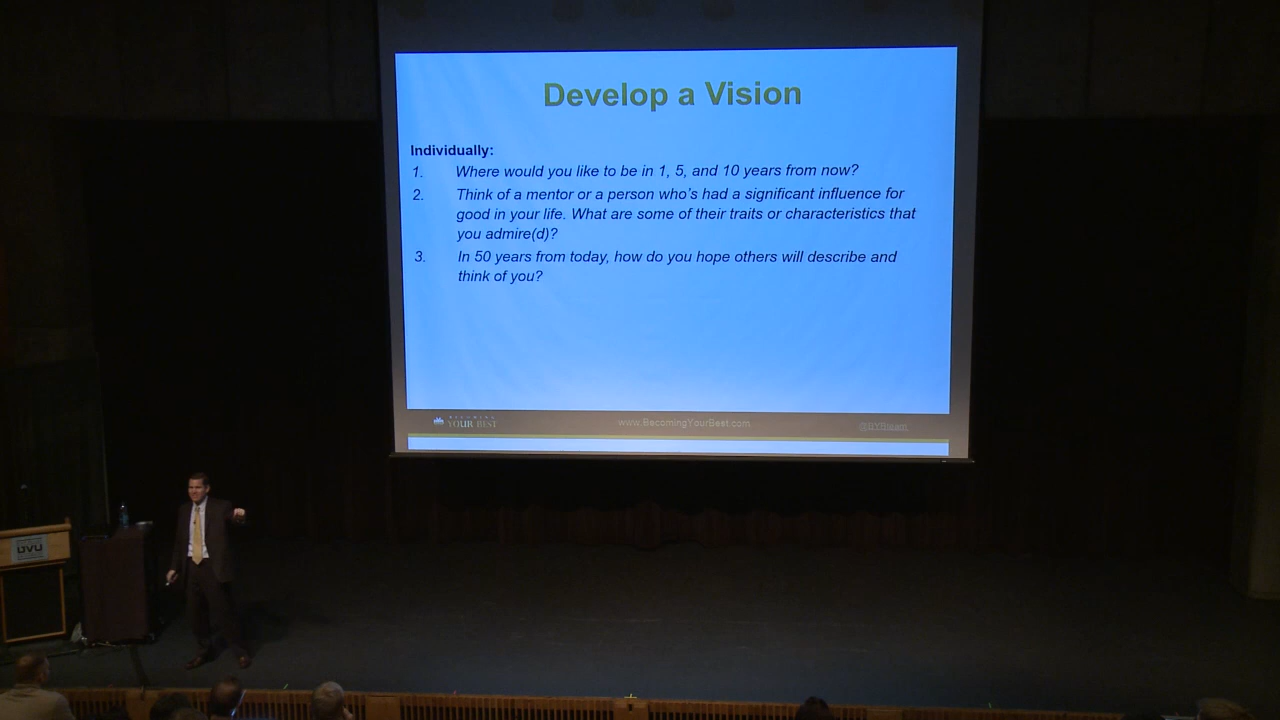 Develop a Vision
Individually:
1. Where would you like to be in 1, 5, and 10 years from now?
2. Think of a mentor or a person who's had a significant influence for
good in your life. What are some of their traits or characteristics that
you admire(d)?
3. In 50 years from today, how do you hope others will describe and
think of you?
BECOMING
YOUR BEST
www.BecomingYourBest.com
UVU